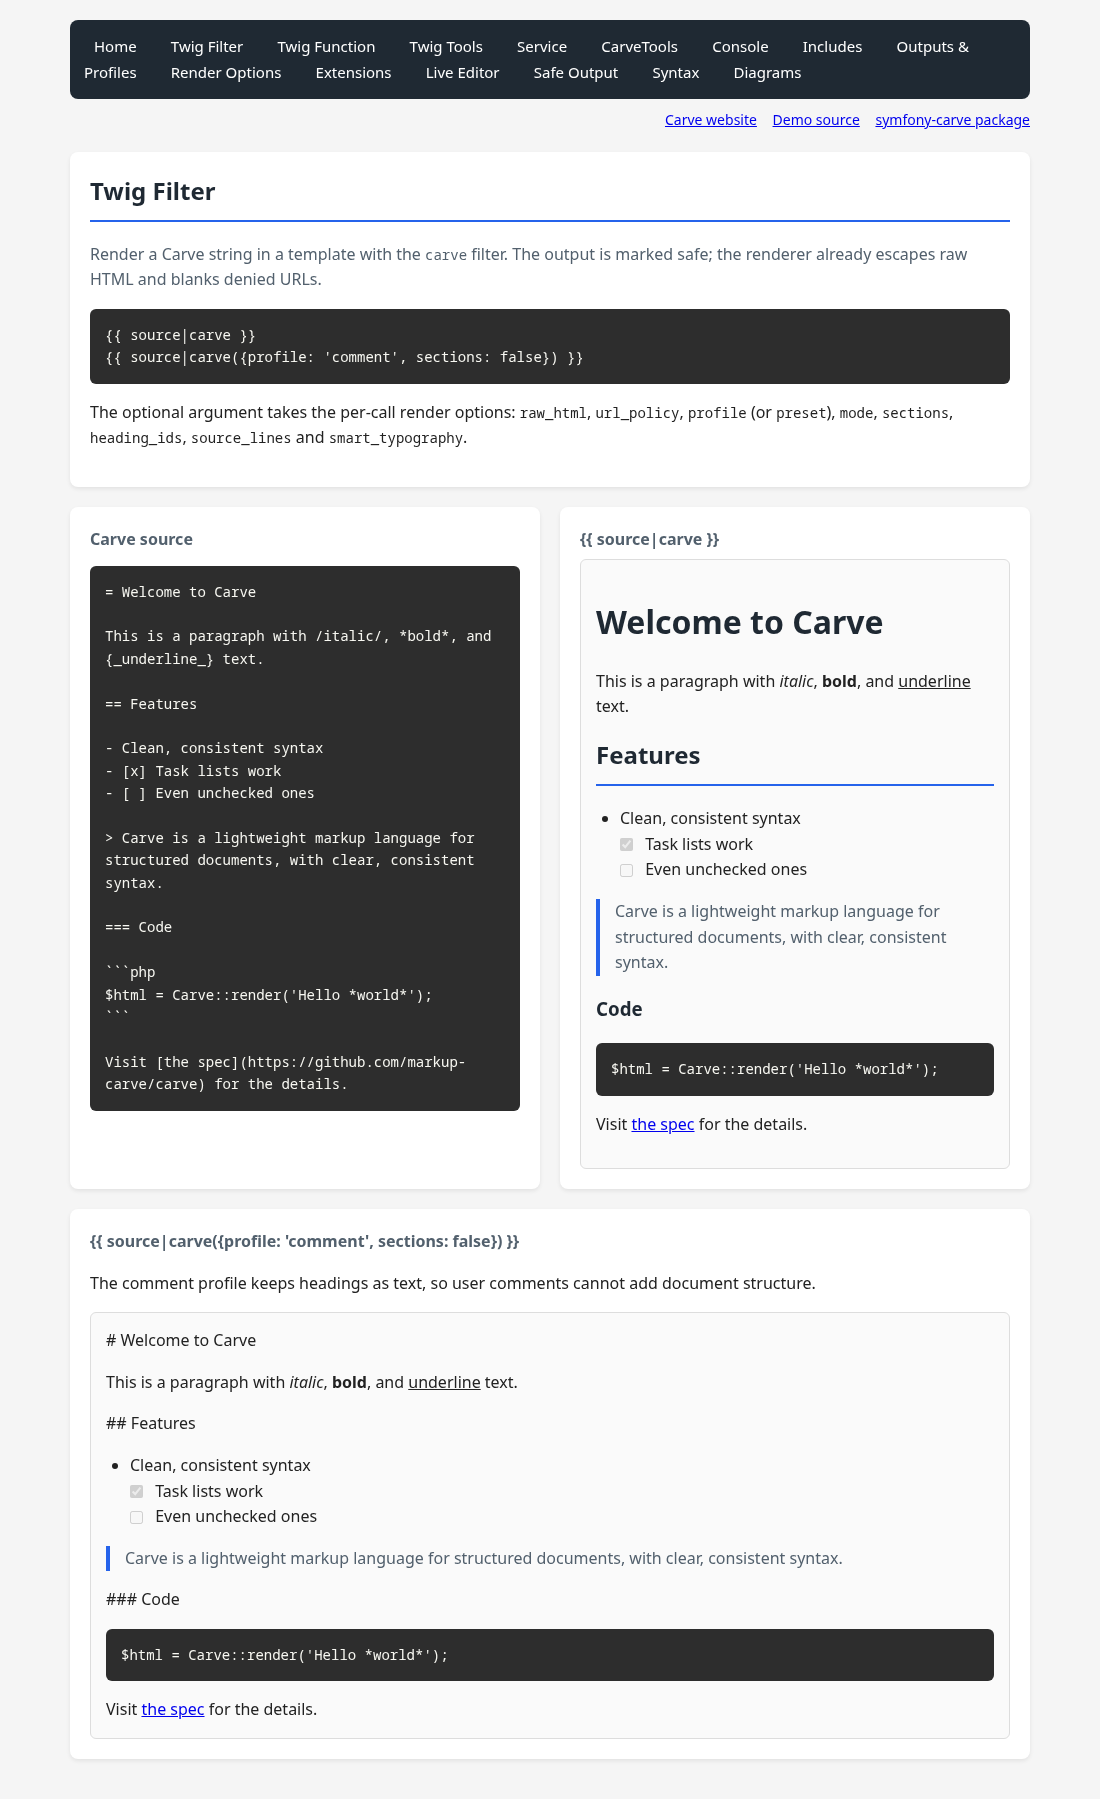 Home Twig Filter Twig Function Twig Tools Service CarveTools Console Includes Outputs &
Profiles Render Options Extensions Live Editor Safe Output Syntax Diagrams
Carve website Demo source symfony-carve package
Twig Filter
Render a Carve string in a template with the carve filter. The output is marked safe; the renderer already escapes raw
HTML and blanks denied URLs.
{{ source|carve }}
{{ source|carve({profile: 'comment', sections: false}) }}
The optional argument takes the per-call render options: raw_html, url_policy, profile (or preset), mode, sections,
heading_ids, source_lines and smart_typography.
Carve source
= Welcome to Carve
This is a paragraph with /italic/, *bold*, and
{_underline_} text.
== Features
- Clean, consistent syntax
- [x] Task lists work
- [ ] Even unchecked ones
> Carve is a lightweight markup language for
structured documents, with clear, consistent
syntax.
=== Code
```php
$html = Carve::render('Hello *world*');
```
Visit [the spec](https://github.com/markup-
carve/carve) for the details.
{{ source|carve }}
Welcome to Carve
This is a paragraph with italic, bold, and underline
text.
Features
Clean, consistent syntax
Task lists work
Even unchecked ones
Carve is a lightweight markup language for
structured documents, with clear, consistent
syntax.
Code
$html = Carve::render('Hello *world*');
Visit the spec for the details.
{{ source|carve({profile: 'comment', sections: false}) }}
The comment profile keeps headings as text, so user comments cannot add document structure.
# Welcome to Carve
This is a paragraph with italic, bold, and underline text.
## Features
Clean, consistent syntax
Task lists work
Even unchecked ones
Carve is a lightweight markup language for structured documents, with clear, consistent syntax.
### Code
$html = Carve::render('Hello *world*');
Visit the spec for the details.